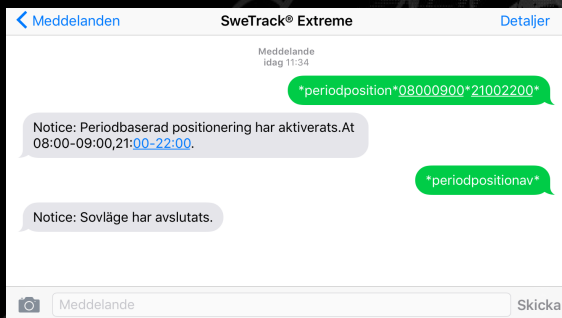 Meddelanden SweTrack® Extreme Detaljer
Meddelande
idag 11:34
*periodposition*08000900*21002200*
Notice: Periodbaserad positionering har aktiverats.At
08:00-09:00,21:00-22:00.
*periodpositionav*
Notice: Sovläge har avslutats.
Meddelande Skicka